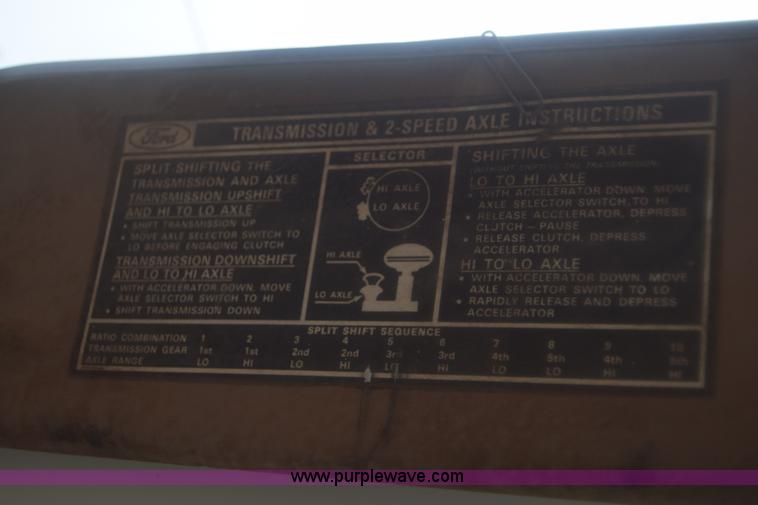 Ford
TRANSMISSION & 2-SPEED AXLE INSTRUCTIONS
SPLIT SHIFTING THE
TRANSMISSION AND AXLE
TRANSMISSION UPSHIFT
AND HI TO LO AXLE
• SHIFT TRANSMISSION UP
• MOVE AXLE SELECTOR SWITCH TO
LO BEFORE ENGAGING CLUTCH
TRANSMISSION DOWNSHIFT
AND LO TO HI AXLE
• WITH ACCELERATOR DOWN, MOVE
AXLE SELECTOR SWITCH TO HI
• SHIFT TRANSMISSION DOWN
SELECTOR
HI AXLE
LO AXLE
HI AXLE
LO AXLE
SHIFTING THE AXLE
(WITHOUT SHIFTING THE TRANSMISSION)
LO TO HI AXLE
• WITH ACCELERATOR DOWN, MOVE
AXLE SELECTOR SWITCH TO HI
• RELEASE ACCELERATOR, DEPRESS
CLUTCH – PAUSE
• RELEASE CLUTCH, DEPRESS
ACCELERATOR
HI TO LO AXLE
• WITH ACCELERATOR DOWN, MOVE
AXLE SELECTOR SWITCH TO LO
• RAPIDLY RELEASE AND DEPRESS
ACCELERATOR
SPLIT SHIFT SEQUENCE
RATIO COMBINATION 1 2 3 4 5 6 7 8 9 10
TRANSMISSION GEAR 1st 1st 2nd 2nd 3rd 3rd 4th 5th 4th 5th
AXLE RANGE LO HI LO HI LO HI LO LO HI HI
www.purplewave.com